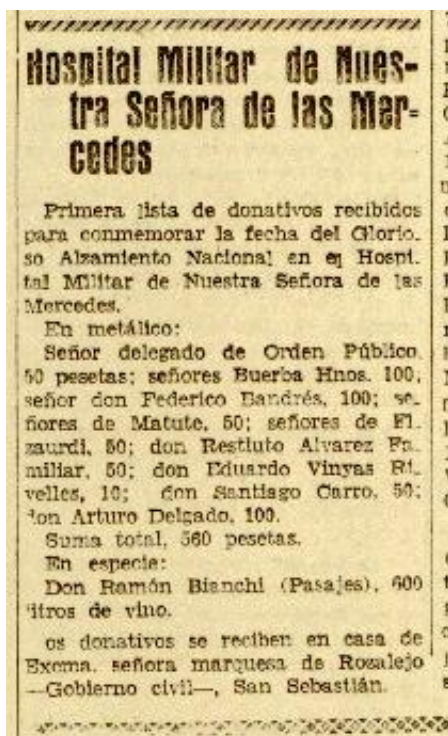 Hospital Militar de Nues-
tra Señora de las Mer-
cedes
Primera lista de donativos recibidos
para conmemorar la fecha del Glorio-
so Alzamiento Nacional en el Hospi-
tal Militar de Nuestra Señora de las
Mercedes.
En metálico:
Señor delegado de Orden Público,
50 pesetas; señores Buerba Hnos. 100,
señor don Federico Bandrés, 100; se-
ñores de Matute, 50; señores de El-
zaurdi, 50; don Restiuto Alvarez Fa-
miliar, 50; don Eduardo Vinyas Ri-
velles, 10; don Santiago Carro, 50;
don Arturo Delgado, 100.
Suma total, 560 pesetas.
En especie:
Don Ramón Bianchi (Pasajes), 600
litros de vino.
os donativos se reciben en casa de
Excma. señora marquesa de Rozalejo
—Gobierno civil—, San Sebastián.